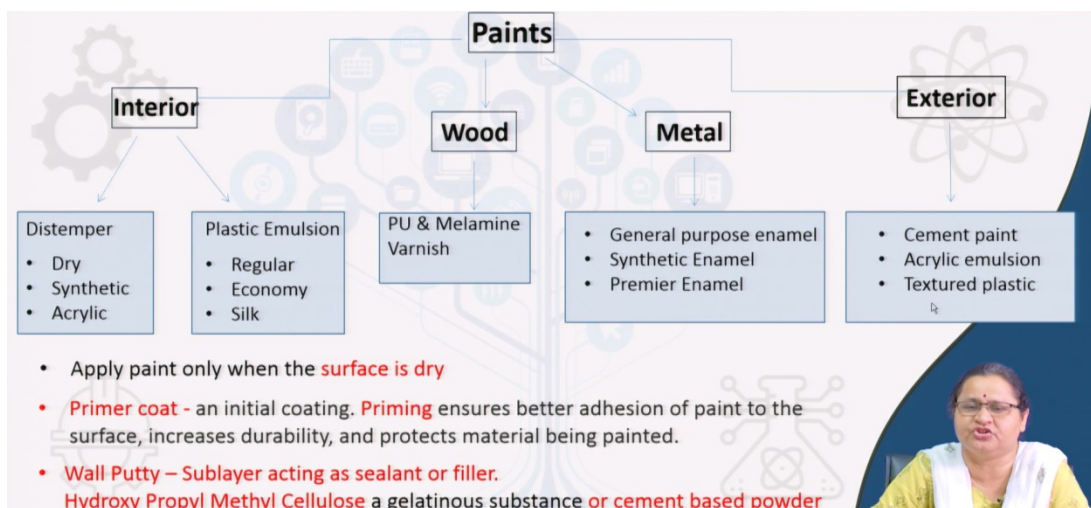 Paints
Interior
Wood
Metal
Exterior
Distemper
• Dry
• Synthetic
• Acrylic
Plastic Emulsion
• Regular
• Economy
• Silk
PU & Melamine
Varnish
• General purpose enamel
• Synthetic Enamel
• Premier Enamel
• Cement paint
• Acrylic emulsion
• Textured plastic
• Apply paint only when the surface is dry
• Primer coat - an initial coating. Priming ensures better adhesion of paint to the
surface, increases durability, and protects material being painted.
• Wall Putty – Sublayer acting as sealant or filler.
Hydroxy Propyl Methyl Cellulose a gelatinous substance or cement based powder